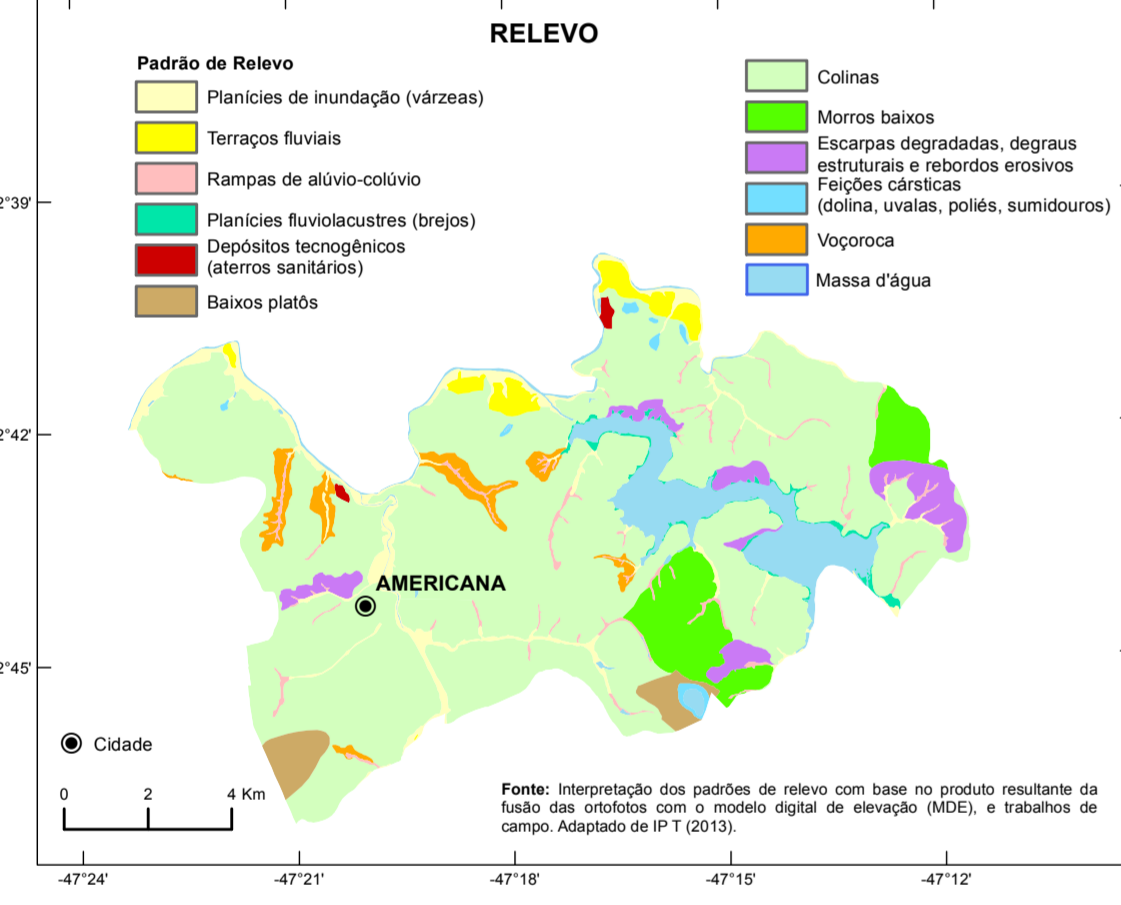 RELEVO
Padrão de Relevo
Planícies de inundação (várzeas)
Terraços fluviais
Rampas de alúvio-colúvio
Planícies fluviolacustres (brejos)
Depósitos tecnogênicos
(aterros sanitários)
Baixos platôs
Colinas
Morros baixos
Escarpas degradadas, degraus
estruturais e rebordos erosivos
Feições cársticas
(dolina, uvalas, poliés, sumidouros)
Voçoroca
Massa d'água
2°39'
2°42'
2°45'
AMERICANA
Cidade
0 2 4 Km
Fonte: Interpretação dos padrões de relevo com base no produto resultante da
fusão das ortofotos com o modelo digital de elevação (MDE), e trabalhos de
campo. Adaptado de IP T (2013).
-47°24' -47°21' -47°18' -47°15' -47°12'